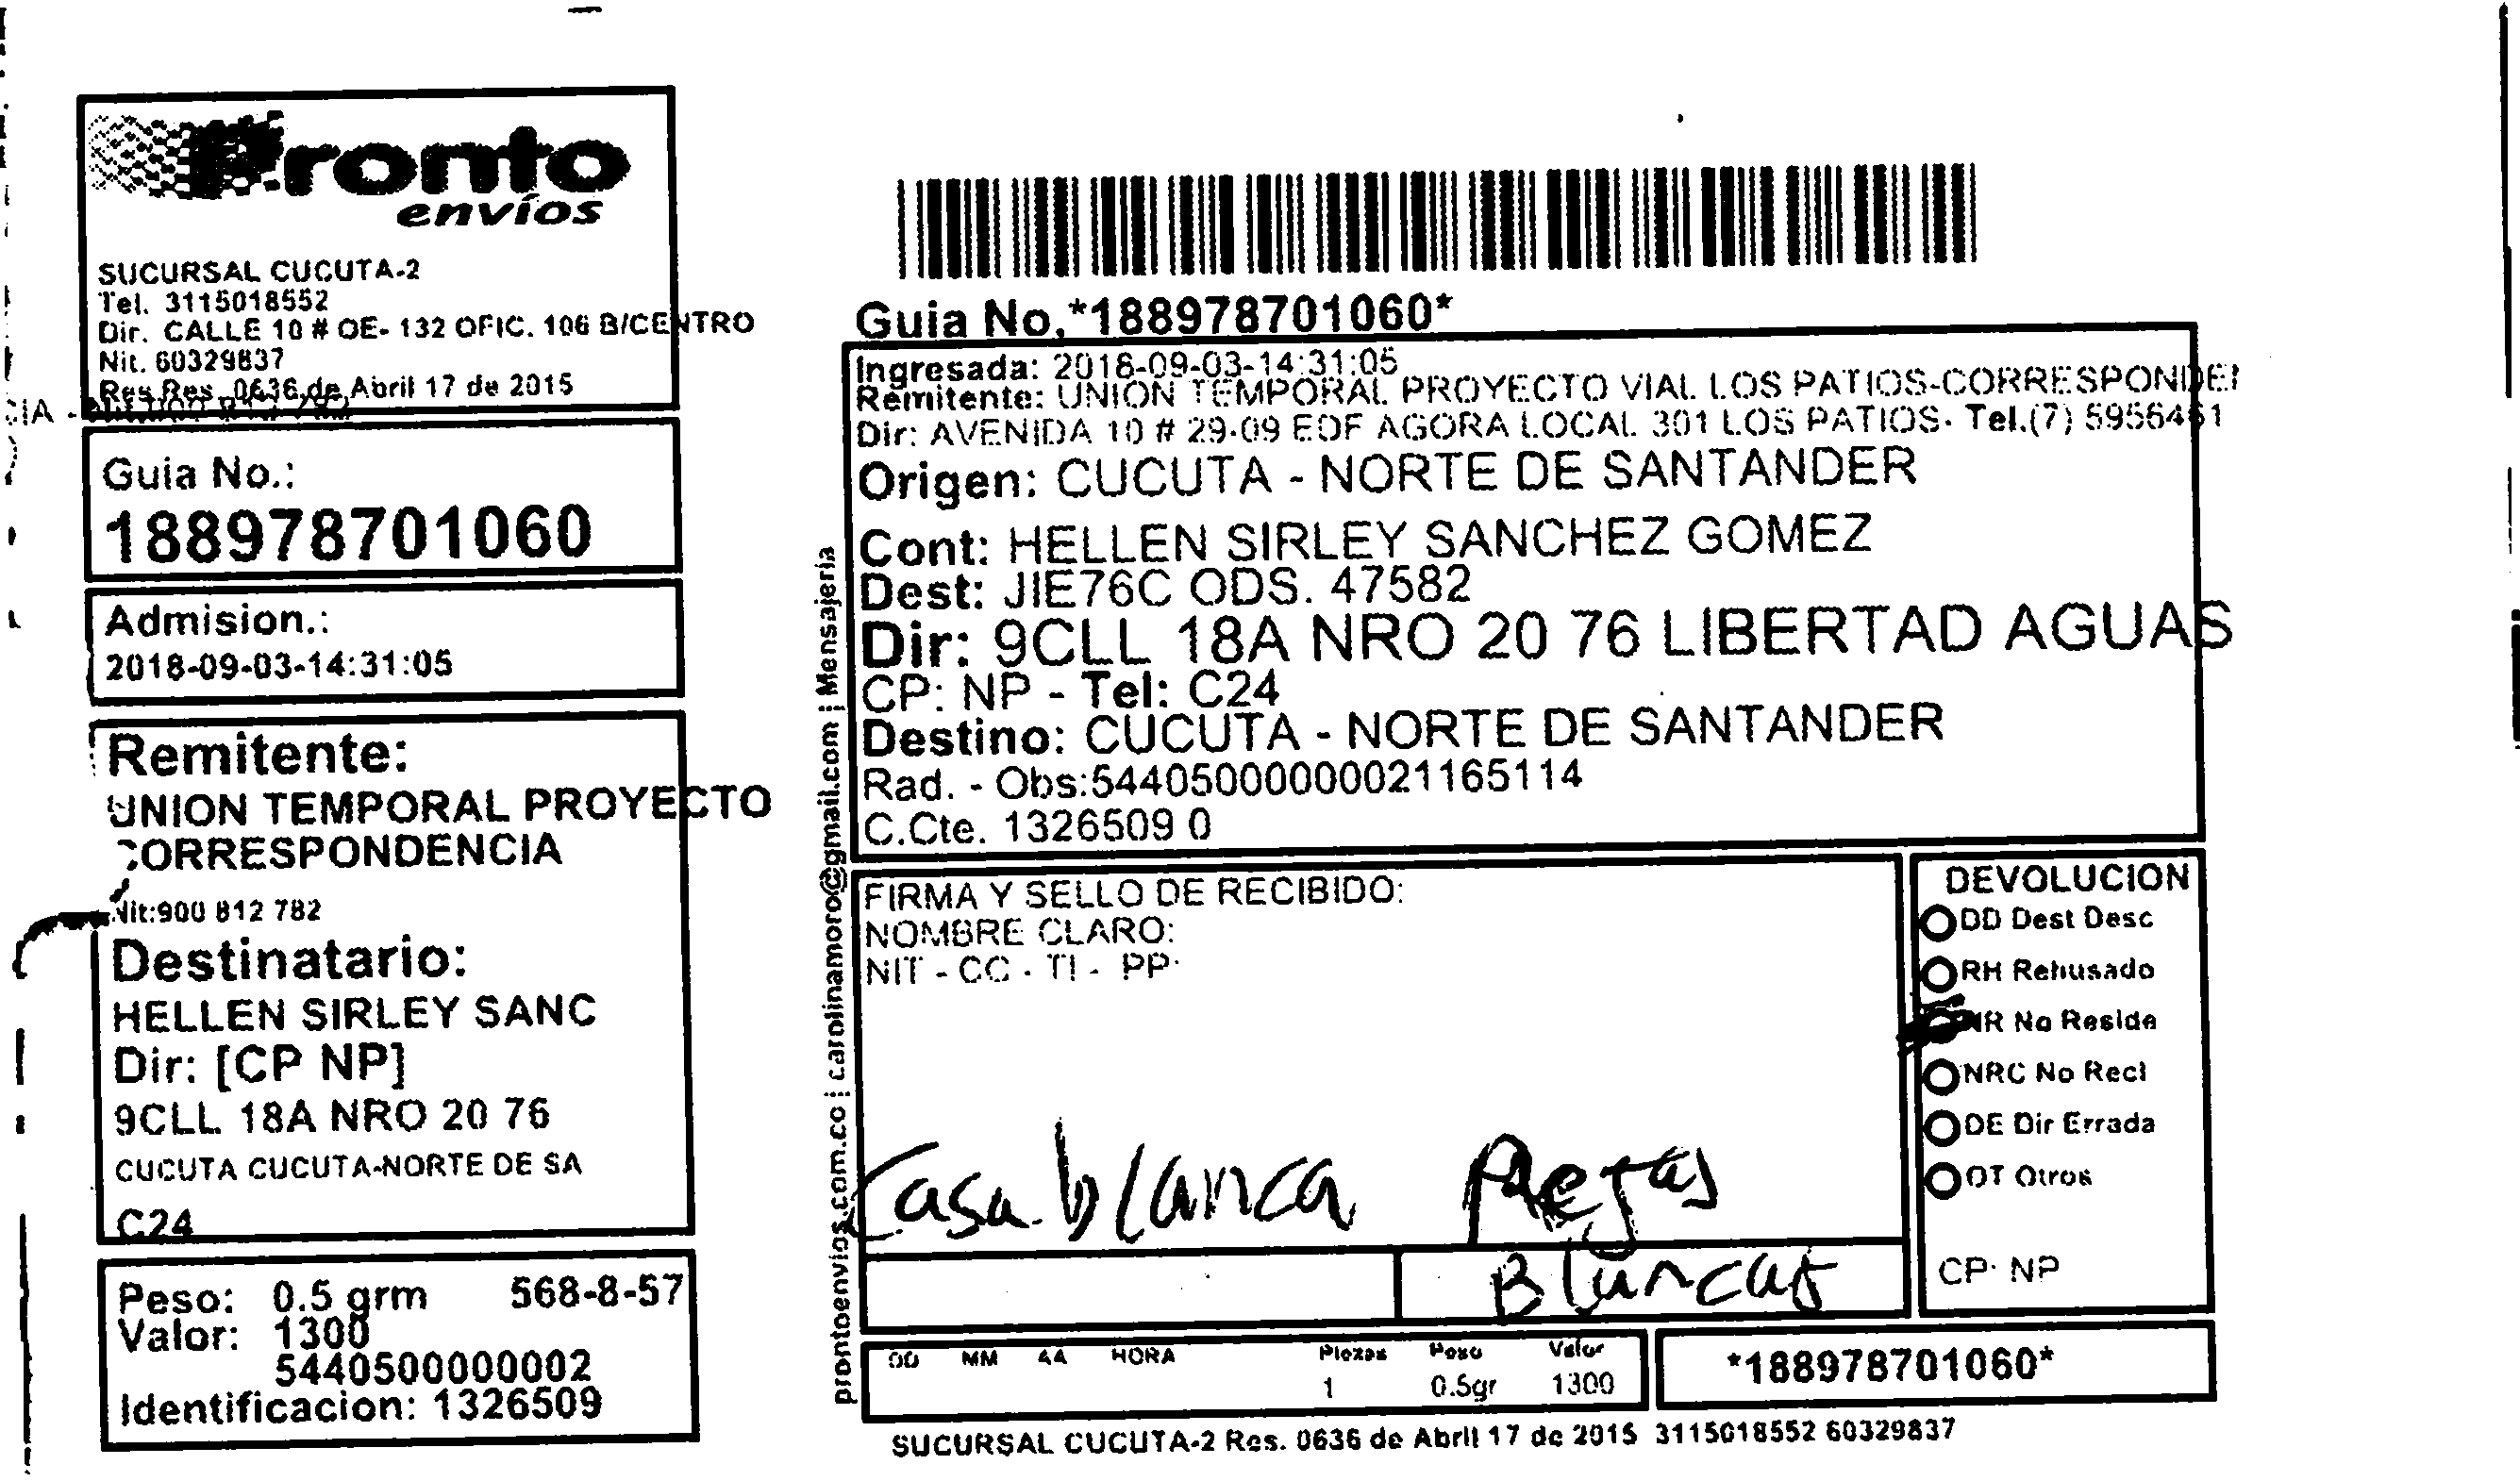 Pronto
envíos
SUCURSAL CUCUTA-2
Tel. 3115018552
Dir. CALLE 10 # OE- 132 OFIC. 106 B/CENTRO
Nit. 60329837
Res Res. 0636 de Abril 17 de 2015
Guia No.:
188978701060
Admision.:
2018-09-03-14:31:05
Remitente:
UNION TEMPORAL PROYECTO
CORRESPONDENCIA
Nit:900 812 782
Destinatario:
HELLEN SIRLEY SANC
Dir: [CP NP]
9CLL 18A NRO 20 76
CUCUTA CUCUTA-NORTE DE SA
C24
Peso: 0.5 grm 568-8-57
Valor: 1300
5440500000002
Identificacion: 1326509
prontoenvios.com.co | carolinamoro@gmail.com | Mensajeria
Guia No.*188978701060*
Ingresada: 2018-09-03-14:31:05
Remitente: UNION TEMPORAL PROYECTO VIAL LOS PATIOS-CORRESPONDE
Dir: AVENIDA 10 # 29-09 EDF AGORA LOCAL 301 LOS PATIOS- Tel.(7) 5956461
Origen: CUCUTA - NORTE DE SANTANDER
Cont: HELLEN SIRLEY SANCHEZ GOMEZ
Dest: JIE76C ODS. 47582
Dir: 9CLL 18A NRO 20 76 LIBERTAD AGUAS
CP: NP - Tel: C24
Destino: CUCUTA - NORTE DE SANTANDER
Rad. - Obs:544050000000021165114
C.Cte. 1326509 0
FIRMA Y SELLO DE RECIBIDO:
NOMBRE CLARO:
NIT - CC - TI - PP
Casa blanca Rejas
Blancas
DEVOLUCION
DD Dest Desc
RH Rehusado
NR No Reside
NRC No Recl
DE Dir Errada
OT Otros
CP: NP
DD MM AA HORA Piezas Peso Valor
1 0.5gr 1300
*188978701060*
SUCURSAL CUCUTA-2 Res. 0636 de Abril 17 de 2015 3115018552 60329837